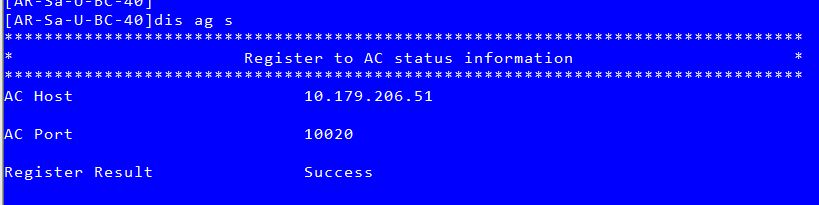 [AR-Sa-U-BC-40]
[AR-Sa-U-BC-40]dis ag s
********************************************************************************
*                       Register to AC status information                      *
********************************************************************************
AC Host                       10.179.206.51
AC Port                       10020
Register Result               Success